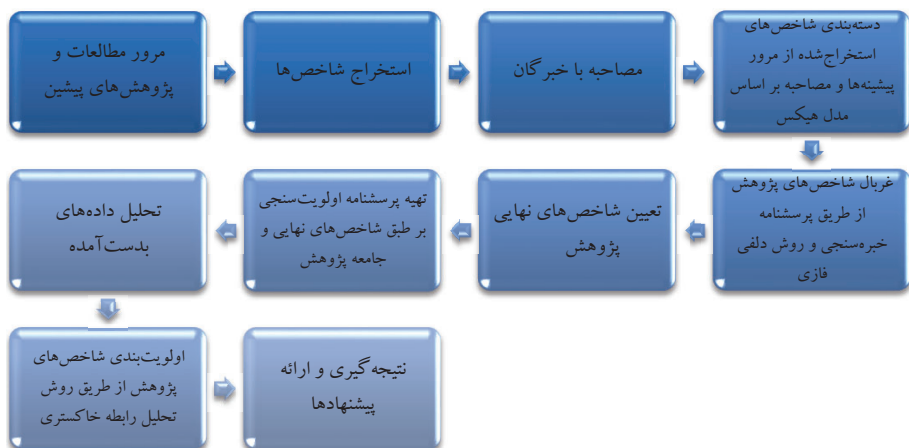 مرور مطالعات و
پژوهش‌های پیشین
استخراج شاخص‌ها
مصاحبه با خبرگان
دسته‌بندی شاخص‌های
استخراج‌شده از مرور
پیشینه‌ها و مصاحبه بر اساس
مدل هیکس
غربال شاخص‌های پژوهش
از طریق پرسشنامه
خبره‌سنجی و روش دلفی
فازی
تعیین شاخص‌های نهایی
پژوهش
تهیه پرسشنامه اولویت‌سنجی
بر طبق شاخص‌های نهایی و
جامعه پژوهش
تحلیل داده‌های
بدست‌آمده
اولویت‌بندی شاخص‌های
پژوهش از طریق روش
تحلیل رابطه خاکستری
نتیجه‌گیری و ارائه
پیشنهادها